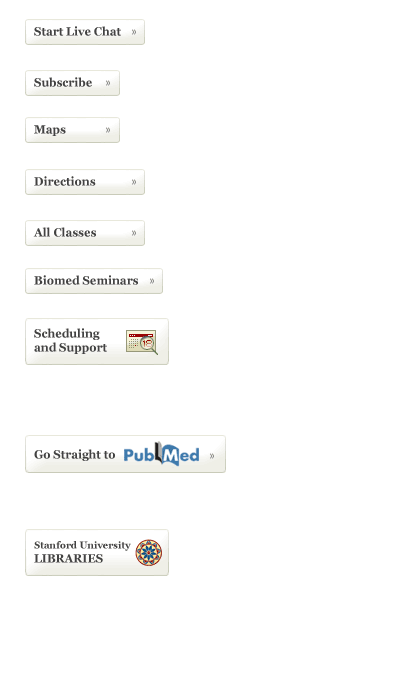 Start Live Chat »
Subscribe »
Maps »
Directions »
All Classes »
Biomed Seminars »
Scheduling
and Support
Go Straight to PubMed »
Stanford University
LIBRARIES